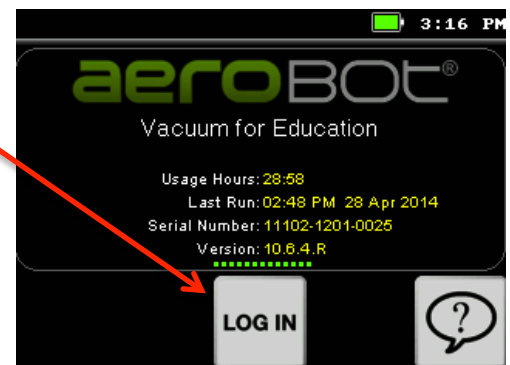 3:16 PM
aeroBOT®
Vacuum for Education
Usage Hours: 28:58
Last Run: 02:48 PM 28 Apr 2014
Serial Number: 11102-1201-0025
Version: 10.6.4.R
LOG IN
?